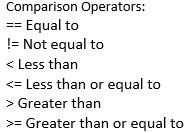 Comparison Operators:
== Equal to
!= Not equal to
< Less than
<= Less than or equal to
> Greater than
>= Greater than or equal to